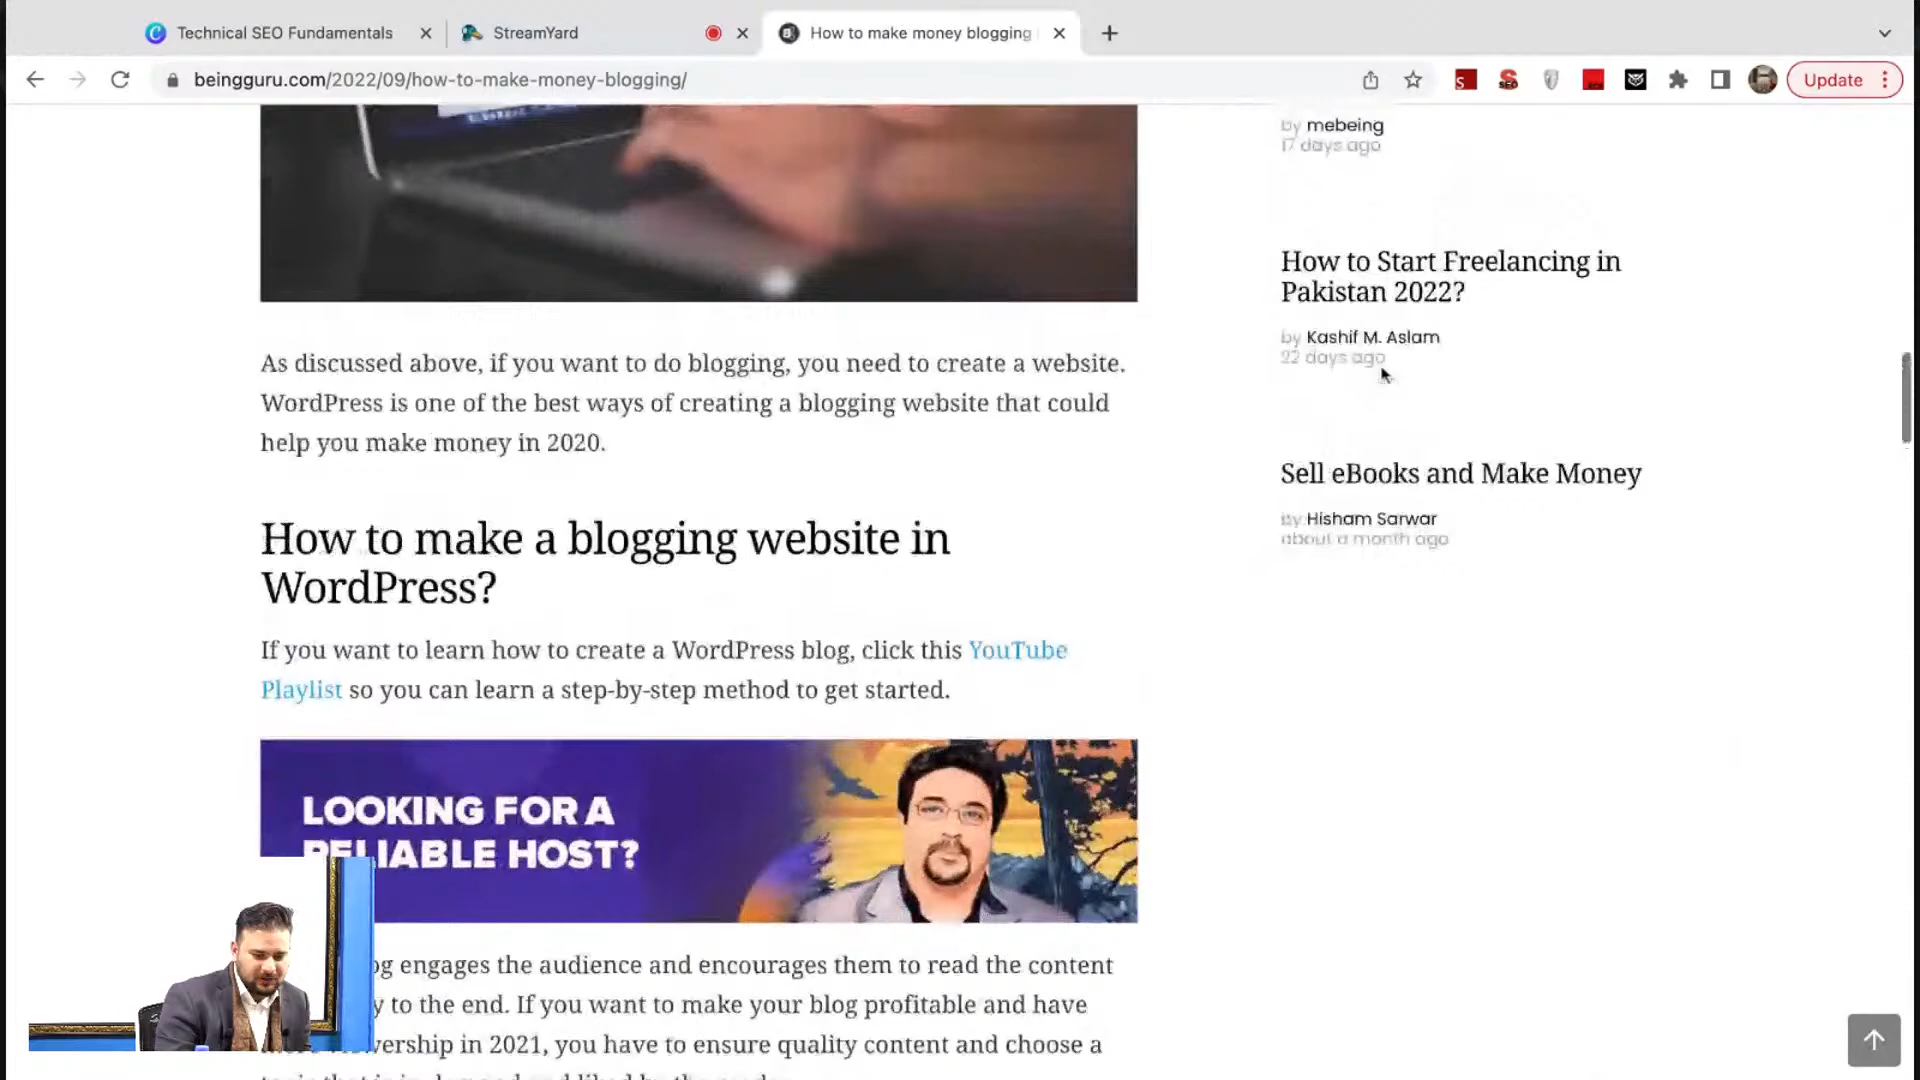 Technical SEO Fundamentals
StreamYard
How to make money blogging
beingguru.com/2022/09/how-to-make-money-blogging/
Update
by mebeing
17 days ago
How to Start Freelancing in
Pakistan 2022?
by Kashif M. Aslam
22 days ago
Sell eBooks and Make Money
by Hisham Sarwar
about a month ago
As discussed above, if you want to do blogging, you need to create a website.
WordPress is one of the best ways of creating a blogging website that could
help you make money in 2020.
How to make a blogging website in
WordPress?
If you want to learn how to create a WordPress blog, click this YouTube
Playlist so you can learn a step-by-step method to get started.
LOOKING FOR A
RELIABLE HOST?
engages the audience and encourages them to read the content
to the end. If you want to make your blog profitable and have
in 2021, you have to ensure quality content and choose a